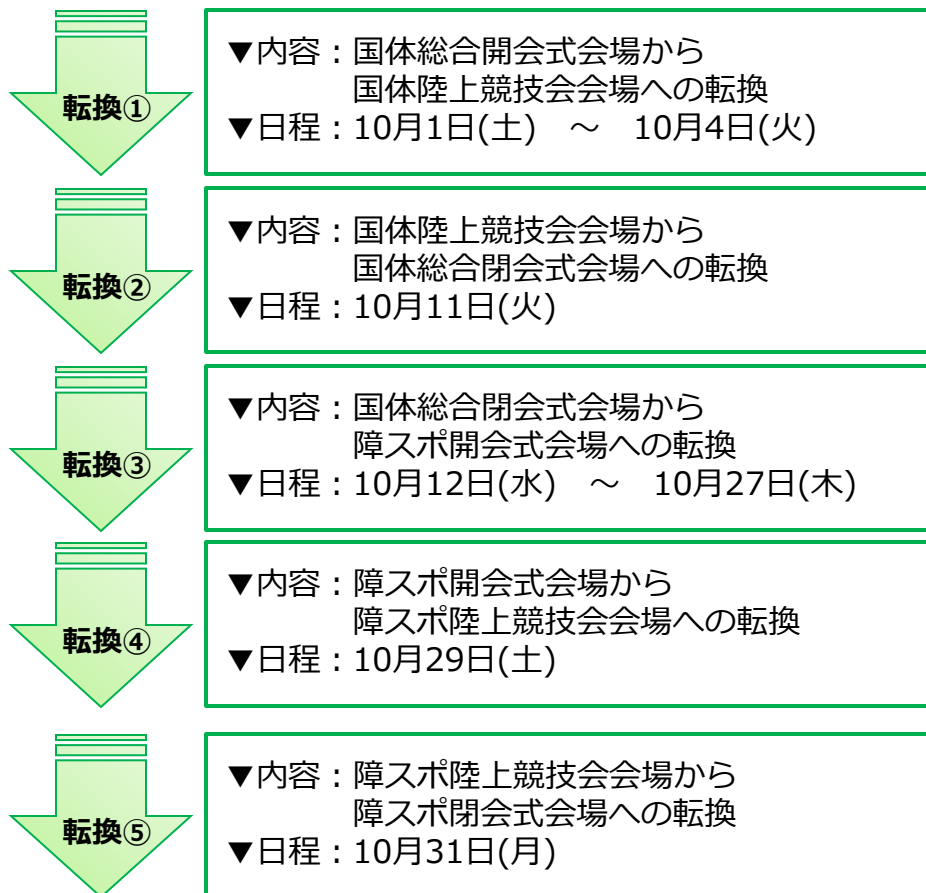 転換①
▼内容：国体総合開会式会場から
国体陸上競技会会場への転換
▼日程：10月1日(土)　～　10月4日(火)
転換②
▼内容：国体陸上競技会会場から
国体総合閉会式会場への転換
▼日程：10月11日(火)
転換③
▼内容：国体総合閉会式会場から
障スポ開会式会場への転換
▼日程：10月12日(水)　～　10月27日(木)
転換④
▼内容：障スポ開会式会場から
障スポ陸上競技会会場への転換
▼日程：10月29日(土)
転換⑤
▼内容：障スポ陸上競技会会場から
障スポ閉会式会場への転換
▼日程：10月31日(月)